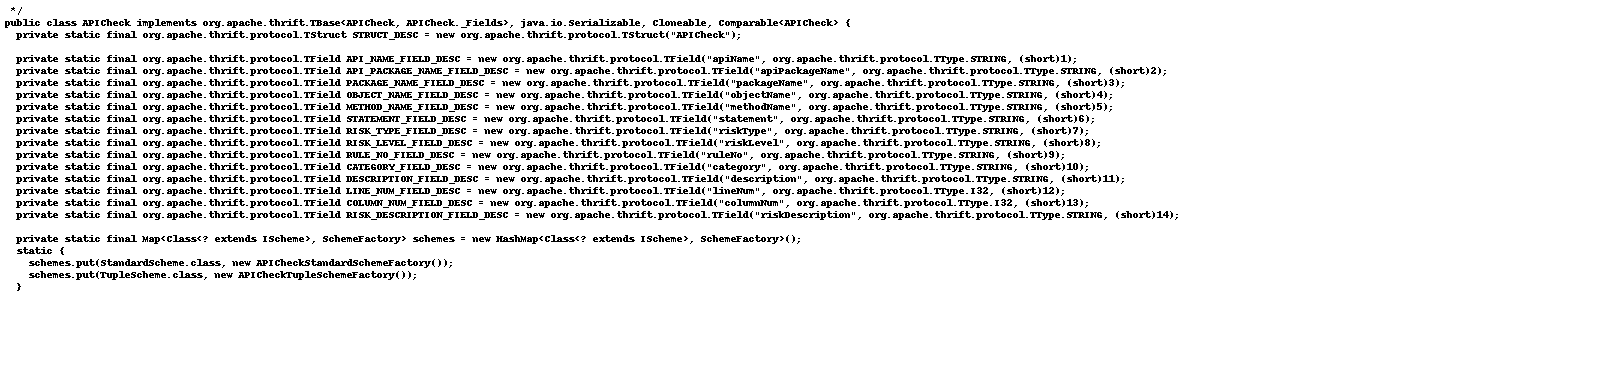 */
public class APICheck implements org.apache.thrift.TBase<APICheck, APICheck._Fields>, java.io.Serializable, Cloneable, Comparable<APICheck> {
  private static final org.apache.thrift.protocol.TStruct STRUCT_DESC = new org.apache.thrift.protocol.TStruct("APICheck");

  private static final org.apache.thrift.protocol.TField API_NAME_FIELD_DESC = new org.apache.thrift.protocol.TField("apiName", org.apache.thrift.protocol.TType.STRING, (short)1);
  private static final org.apache.thrift.protocol.TField API_PACKAGE_NAME_FIELD_DESC = new org.apache.thrift.protocol.TField("apiPackageName", org.apache.thrift.protocol.TType.STRING, (short)2);
  private static final org.apache.thrift.protocol.TField PACKAGE_NAME_FIELD_DESC = new org.apache.thrift.protocol.TField("packageName", org.apache.thrift.protocol.TType.STRING, (short)3);
  private static final org.apache.thrift.protocol.TField OBJECT_NAME_FIELD_DESC = new org.apache.thrift.protocol.TField("objectName", org.apache.thrift.protocol.TType.STRING, (short)4);
  private static final org.apache.thrift.protocol.TField METHOD_NAME_FIELD_DESC = new org.apache.thrift.protocol.TField("methodName", org.apache.thrift.protocol.TType.STRING, (short)5);
  private static final org.apache.thrift.protocol.TField STATEMENT_FIELD_DESC = new org.apache.thrift.protocol.TField("statement", org.apache.thrift.protocol.TType.STRING, (short)6);
  private static final org.apache.thrift.protocol.TField RISK_TYPE_FIELD_DESC = new org.apache.thrift.protocol.TField("riskType", org.apache.thrift.protocol.TType.STRING, (short)7);
  private static final org.apache.thrift.protocol.TField RISK_LEVEL_FIELD_DESC = new org.apache.thrift.protocol.TField("riskLevel", org.apache.thrift.protocol.TType.STRING, (short)8);
  private static final org.apache.thrift.protocol.TField RULE_NO_FIELD_DESC = new org.apache.thrift.protocol.TField("ruleNo", org.apache.thrift.protocol.TType.STRING, (short)9);
  private static final org.apache.thrift.protocol.TField CATEGORY_FIELD_DESC = new org.apache.thrift.protocol.TField("category", org.apache.thrift.protocol.TType.STRING, (short)10);
  private static final org.apache.thrift.protocol.TField DESCRIPTION_FIELD_DESC = new org.apache.thrift.protocol.TField("description", org.apache.thrift.protocol.TType.STRING, (short)11);
  private static final org.apache.thrift.protocol.TField LINE_NUM_FIELD_DESC = new org.apache.thrift.protocol.TField("lineNum", org.apache.thrift.protocol.TType.I32, (short)12);
  private static final org.apache.thrift.protocol.TField COLUMN_NUM_FIELD_DESC = new org.apache.thrift.protocol.TField("columnNum", org.apache.thrift.protocol.TType.I32, (short)13);
  private static final org.apache.thrift.protocol.TField RISK_DESCRIPTION_FIELD_DESC = new org.apache.thrift.protocol.TField("riskDescription", org.apache.thrift.protocol.TType.STRING, (short)14);

  private static final Map<Class<? extends IScheme>, SchemeFactory> schemes = new HashMap<Class<? extends IScheme>, SchemeFactory>();
  static {
    schemes.put(StandardScheme.class, new APICheckStandardSchemeFactory());
    schemes.put(TupleScheme.class, new APICheckTupleSchemeFactory());
  }